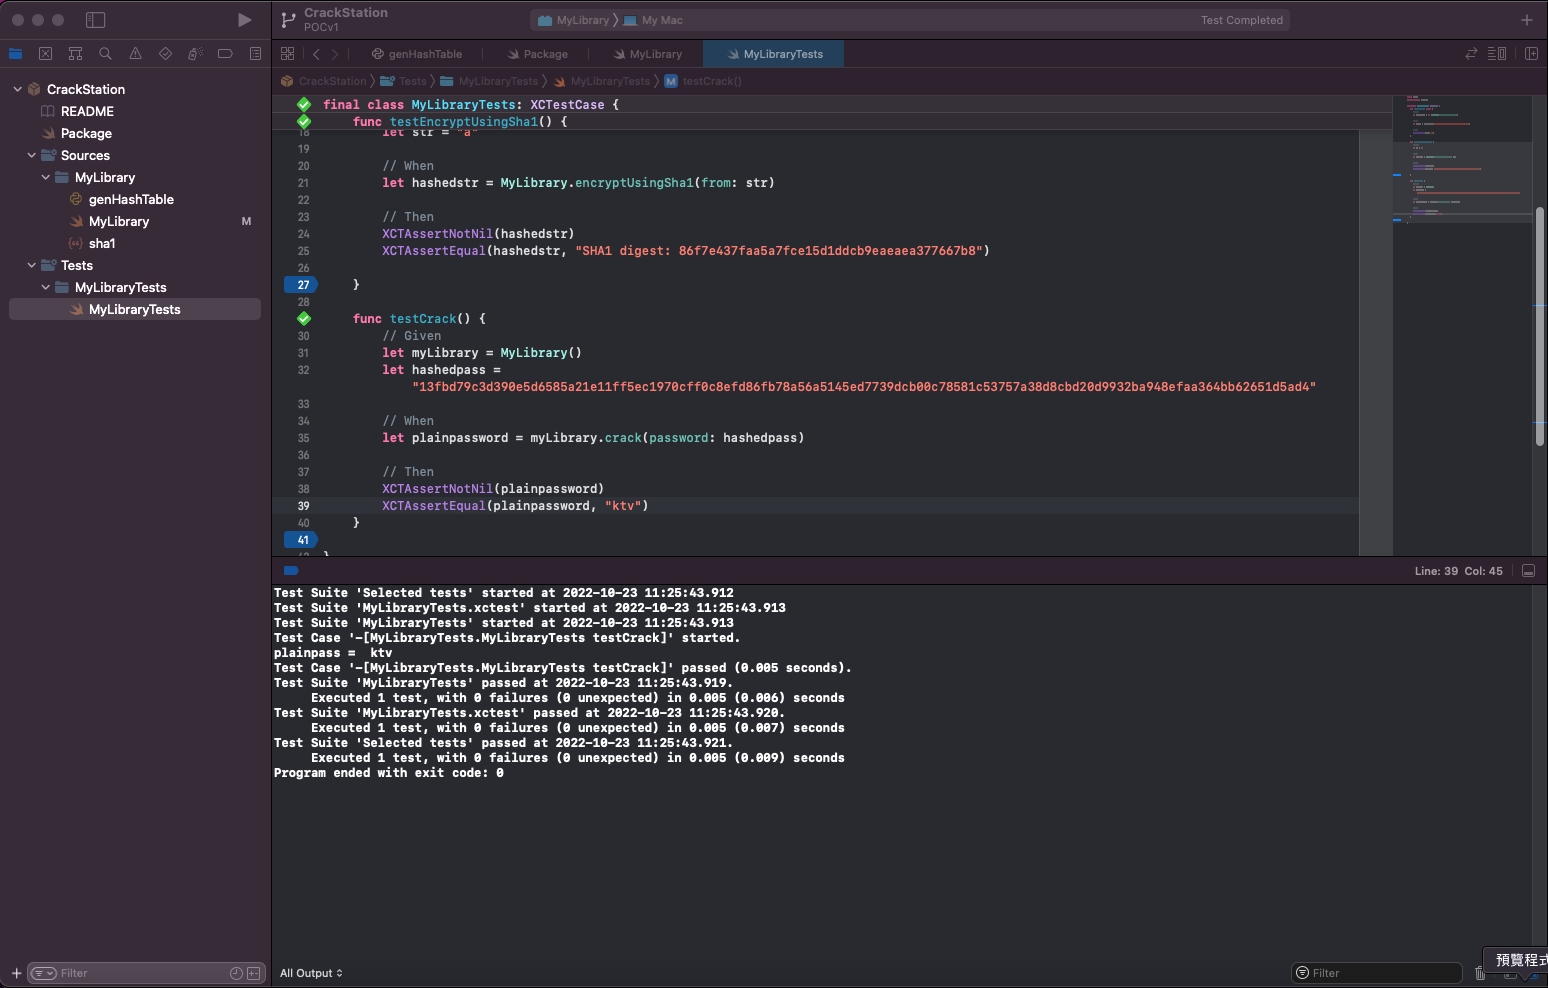 CrackStation
POCv1
MyLibrary
My Mac
Test Completed
genHashTable
Package
MyLibrary
MyLibraryTests
CrackStation
Tests
MyLibraryTests
MyLibraryTests
M
testCrack()
CrackStation
README
Package
Sources
MyLibrary
genHashTable
MyLibrary
M
sha1
Tests
MyLibraryTests
MyLibraryTests
Filter
final class MyLibraryTests: XCTestCase {
func testEncryptUsingSha1() {
18 let str = "a"
19
20 // When
21 let hashedstr = MyLibrary.encryptUsingSha1(from: str)
22
23 // Then
24 XCTAssertNotNil(hashedstr)
25 XCTAssertEqual(hashedstr, "SHA1 digest: 86f7e437faa5a7fce15d1ddcb9eaeaea377667b8")
26
27 }
28
func testCrack() {
30 // Given
31 let myLibrary = MyLibrary()
32 let hashedpass =
"13fbd79c3d390e5d6585a21e11ff5ec1970cff0c8efd86fb78a56a5145ed7739dcb00c78581c53757a38d8cbd20d9932ba948efaa364bb62651d5ad4"
33
34 // When
35 let plainpassword = myLibrary.crack(password: hashedpass)
36
37 // Then
38 XCTAssertNotNil(plainpassword)
39 XCTAssertEqual(plainpassword, "ktv")
40 }
41
42 }
Line: 39 Col: 45
Test Suite 'Selected tests' started at 2022-10-23 11:25:43.912
Test Suite 'MyLibraryTests.xctest' started at 2022-10-23 11:25:43.913
Test Suite 'MyLibraryTests' started at 2022-10-23 11:25:43.913
Test Case '-[MyLibraryTests.MyLibraryTests testCrack]' started.
plainpass =  ktv
Test Case '-[MyLibraryTests.MyLibraryTests testCrack]' passed (0.005 seconds).
Test Suite 'MyLibraryTests' passed at 2022-10-23 11:25:43.919.
Executed 1 test, with 0 failures (0 unexpected) in 0.005 (0.006) seconds
Test Suite 'MyLibraryTests.xctest' passed at 2022-10-23 11:25:43.920.
Executed 1 test, with 0 failures (0 unexpected) in 0.005 (0.007) seconds
Test Suite 'Selected tests' passed at 2022-10-23 11:25:43.921.
Executed 1 test, with 0 failures (0 unexpected) in 0.005 (0.009) seconds
Program ended with exit code: 0
All Output
Filter
預覽程式